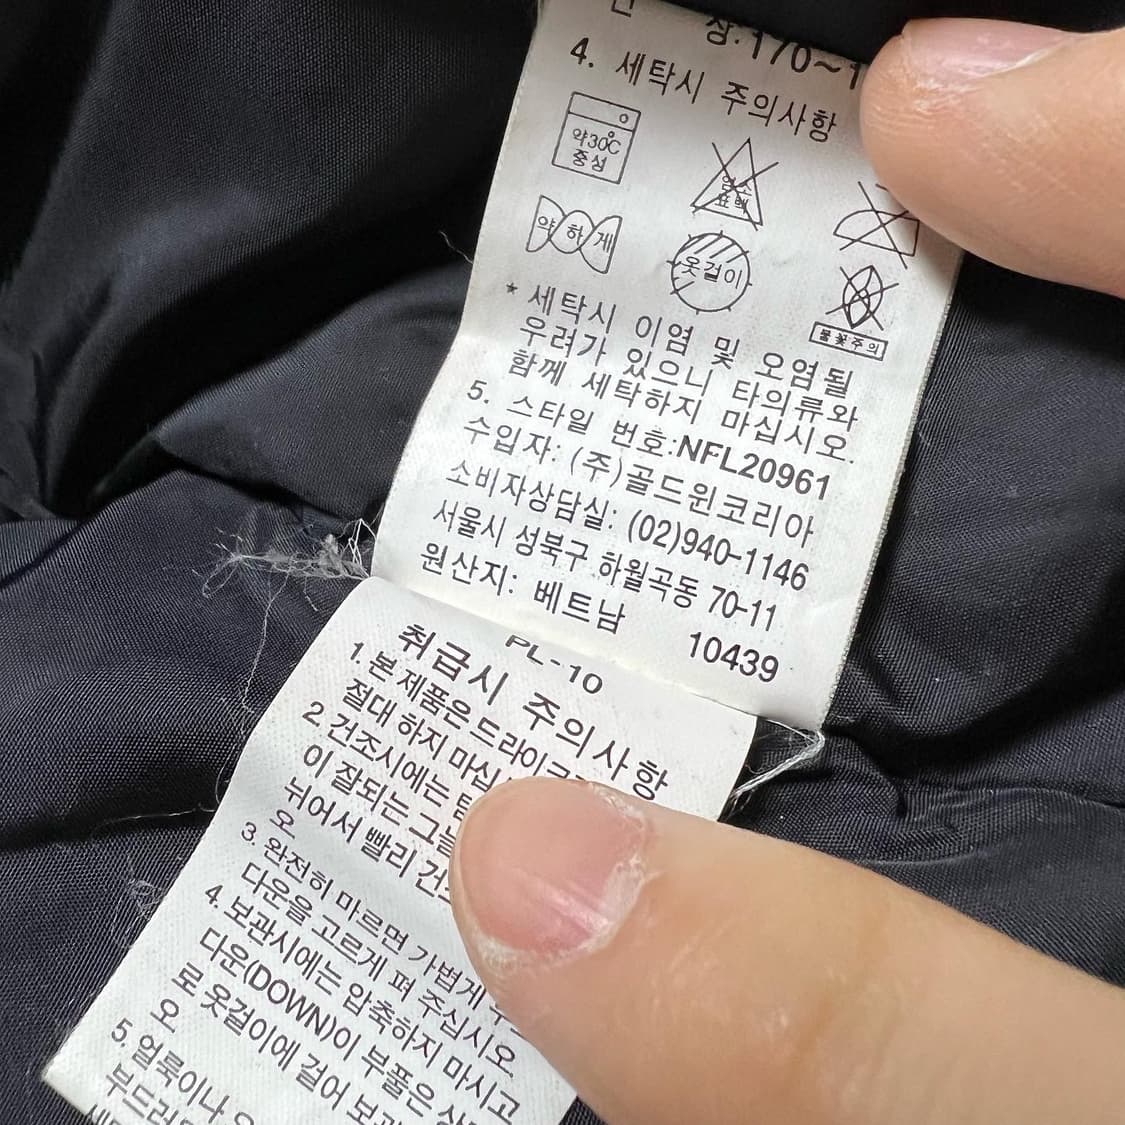 4. 세탁시 주의사항
약30℃
중성
염소
표백
약하게
옷걸이
불꽃주의
* 세탁시 이염 및 오염될
우려가 있으니 타의류와
함께 세탁하지 마십시오.
5. 스타일 번호:NFL20961
수입자: (주)골드윈코리아
소비자상담실: (02)940-1146
서울시 성북구 하월곡동 70-11
원산지: 베트남 10439
PL-10
취급시 주의사항
1. 본 제품은
절대 하지
2 건조시에는
이 잘되는
뉘어서 빨리
오
3. 완전히 마르면 가볍게
다운을 고르게 펴 주십시오.
4. 보관시에는 압축하지 마시고
다운(DOWN)이 부풀은
로 옷걸이에 걸어
오
5. 얼룩이나